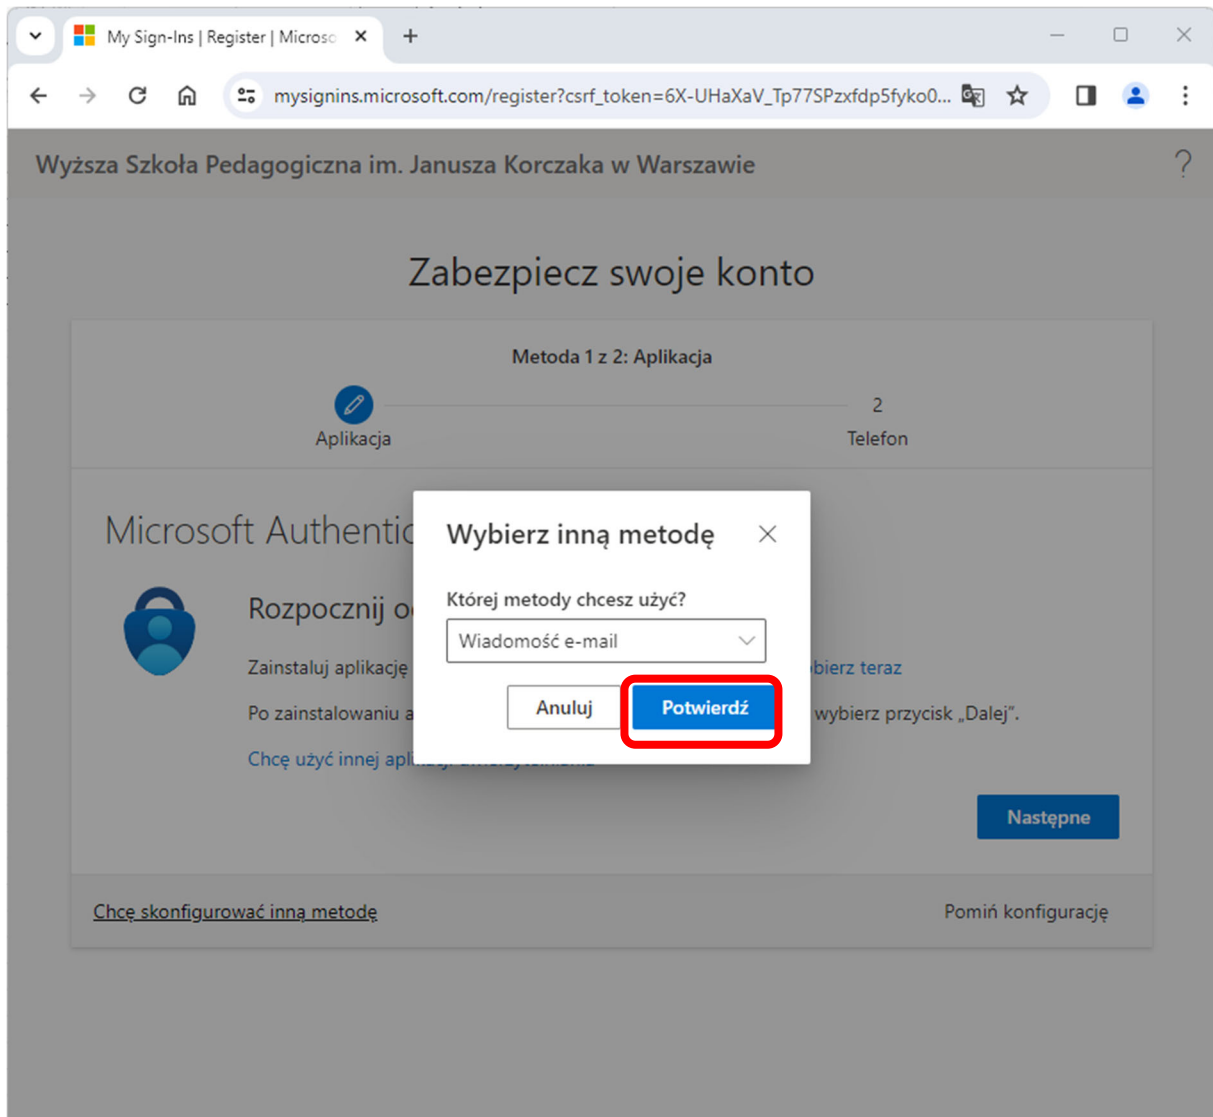 My Sign-Ins | Register | Microso
mysignins.microsoft.com/register?csrf_token=6X-UHaXaV_Tp77SPzxfdp5fyko0...
Wyższa Szkoła Pedagogiczna im. Janusza Korczaka w Warszawie
?
Zabezpiecz swoje konto
Metoda 1 z 2: Aplikacja
2
Aplikacja
Telefon
Microsoft Authentic
Wybierz inną metodę
Rozpocznij o
Której metody chcesz użyć?
Wiadomość e-mail
Zainstaluj aplikację
bierz teraz
Anuluj
Potwierdź
Po zainstalowaniu a
wybierz przycisk „Dalej".
Chcę użyć innej apl
Następne
Chcę skonfigurować inną metodę
Pomiń konfigurację